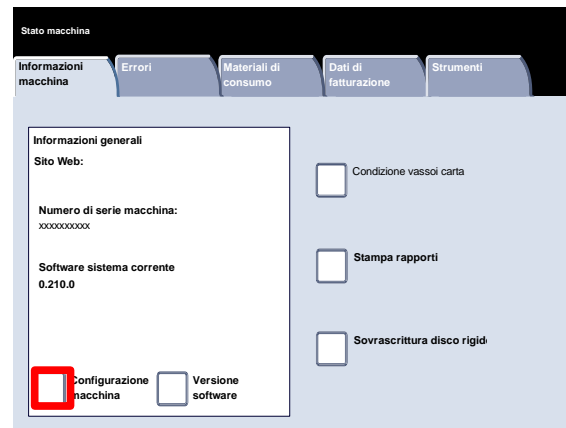 Stato macchina
Informazioni macchina
Errori
Materiali di consumo
Dati di fatturazione
Strumenti
Informazioni generali
Sito Web:
Numero di serie macchina:
xxxxxxxxxx
Software sistema corrente
0.210.0
Configurazione macchina
Versione software
Condizione vassoi carta
Stampa rapporti
Sovrascrittura disco rigido